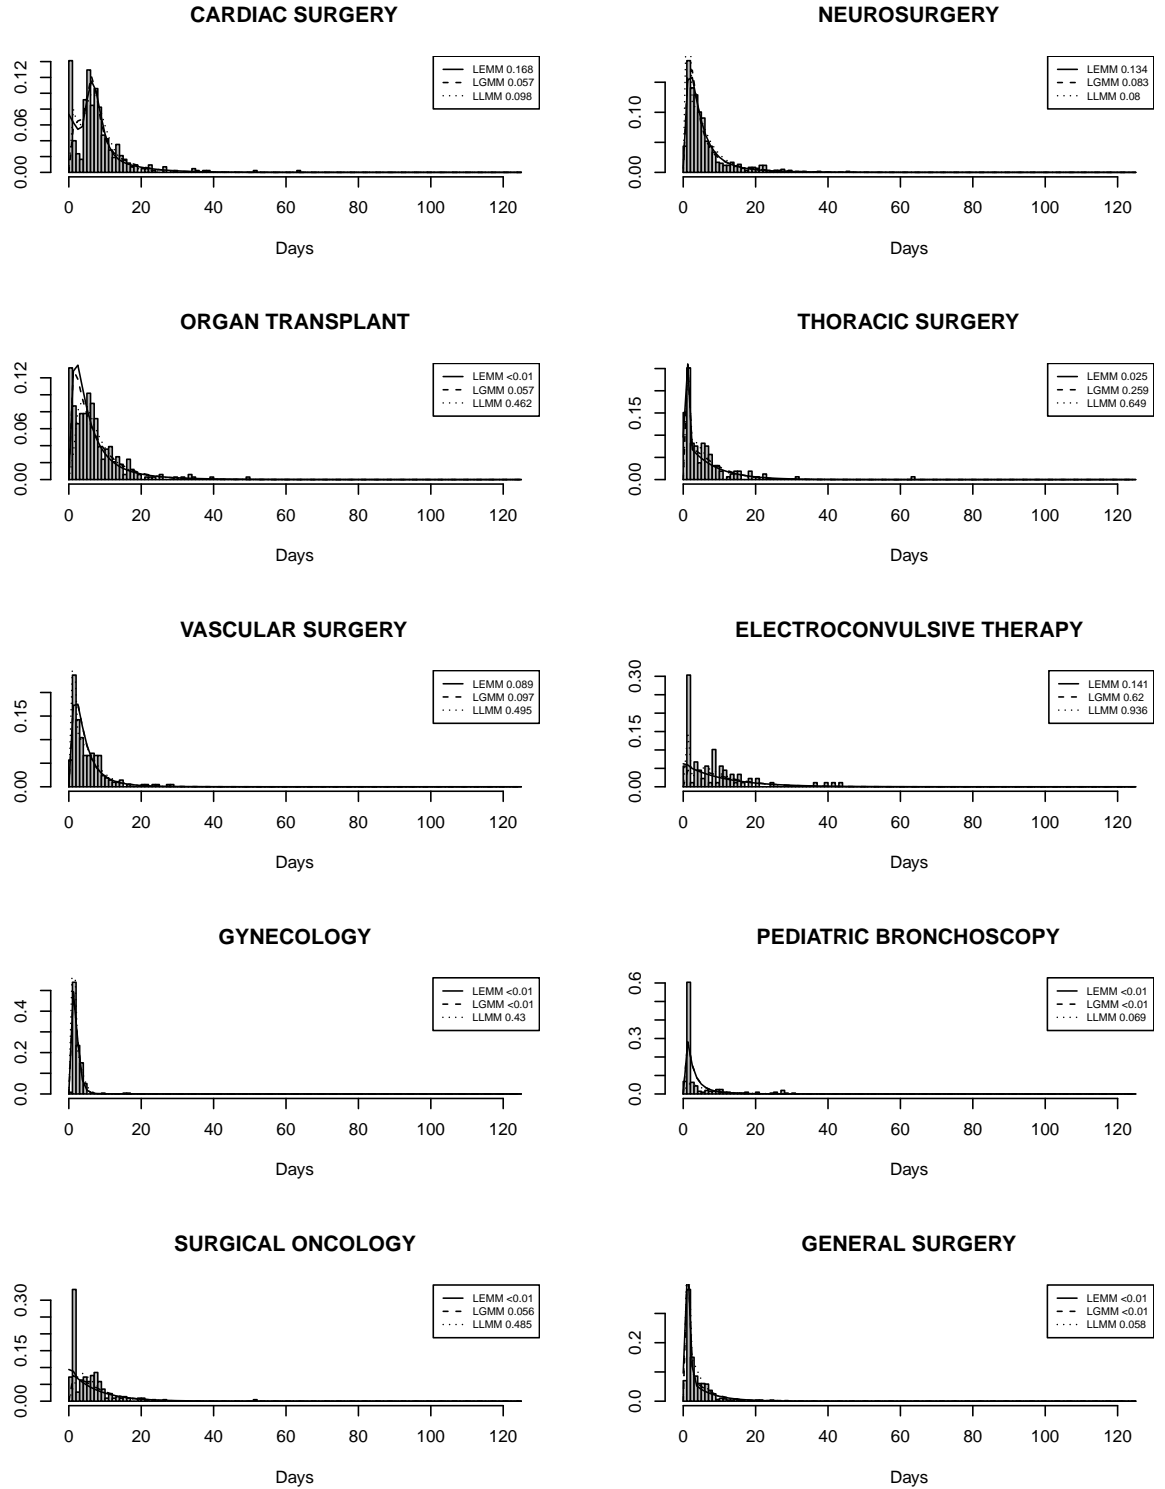 CARDIAC SURGERY
0.00 0.06 0.12
LEMM 0.168
LGMM 0.057
LLMM 0.098
0 20 40 60 80 100 120
Days
NEUROSURGERY
0.00 0.10
LEMM 0.134
LGMM 0.083
LLMM 0.08
0 20 40 60 80 100 120
Days
ORGAN TRANSPLANT
0.00 0.06 0.12
LEMM <0.01
LGMM 0.057
LLMM 0.462
0 20 40 60 80 100 120
Days
THORACIC SURGERY
0.00 0.15
LEMM 0.025
LGMM 0.259
LLMM 0.649
0 20 40 60 80 100 120
Days
VASCULAR SURGERY
0.00 0.15
LEMM 0.089
LGMM 0.097
LLMM 0.495
0 20 40 60 80 100 120
Days
ELECTROCONVULSIVE THERAPY
0.00 0.15 0.30
LEMM 0.141
LGMM 0.62
LLMM 0.936
0 20 40 60 80 100 120
Days
GYNECOLOGY
0.0 0.2 0.4
LEMM <0.01
LGMM <0.01
LLMM 0.43
0 20 40 60 80 100 120
Days
PEDIATRIC BRONCHOSCOPY
0.0 0.3 0.6
LEMM <0.01
LGMM <0.01
LLMM 0.069
0 20 40 60 80 100 120
Days
SURGICAL ONCOLOGY
0.00 0.15 0.30
LEMM <0.01
LGMM 0.056
LLMM 0.485
0 20 40 60 80 100 120
Days
GENERAL SURGERY
0.0 0.2
LEMM <0.01
LGMM <0.01
LLMM 0.058
0 20 40 60 80 100 120
Days